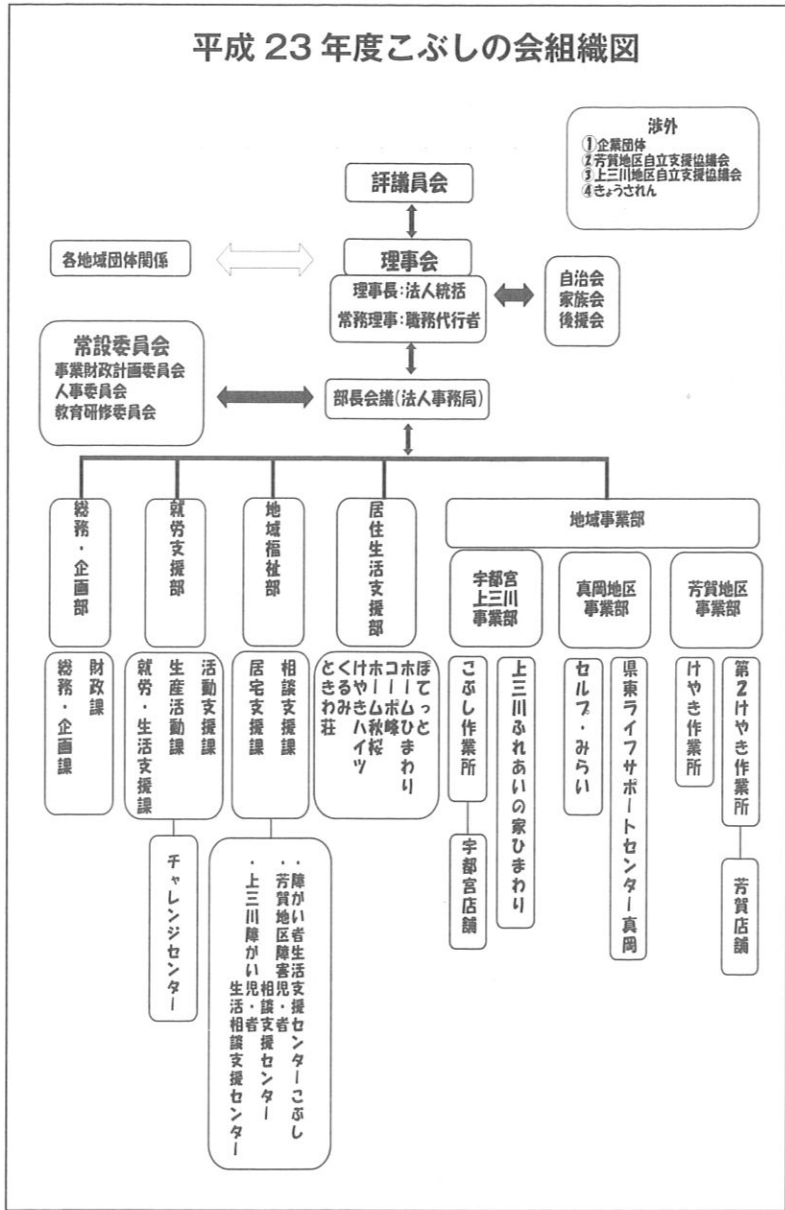 平成 23 年度こぶしの会組織図
渉外
①企業団体
②芳賀地区自立支援協議会
③上三川地区自立支援協議会
④きょうされん
評議員会
各地域団体関係
理事会
理事長:法人統括
常務理事:職務代行者
自治会
家族会
後援会
常設委員会
事業財政計画委員会
人事委員会
教育研修委員会
部長会議(法人事務局)
総務・企画部
就労支援部
地域福祉部
居住生活支援部
地域事業部
宇都宮
上三川
事業部
真岡地区
事業部
芳賀地区
事業部
財政課
総務・企画課
活動支援課
生産活動課
就労・生活支援課
相談支援課
居宅支援課
ぽてっと
ホームひまわり
コーポ峰
ホーム秋桜
けやきハイツ
くるみ
ときわ荘
こぶし作業所
上三川ふれあいの家ひまわり
セルプ・みらい
県東ライフサポートセンター真岡
けやき作業所
第2けやき作業所
チャレンジセンター
・障がい者生活支援センターこぶし
・芳賀地区障害児・者
相談支援センター
・上三川障がい児・者
生活相談支援センター
宇都宮店舗
芳賀店舗